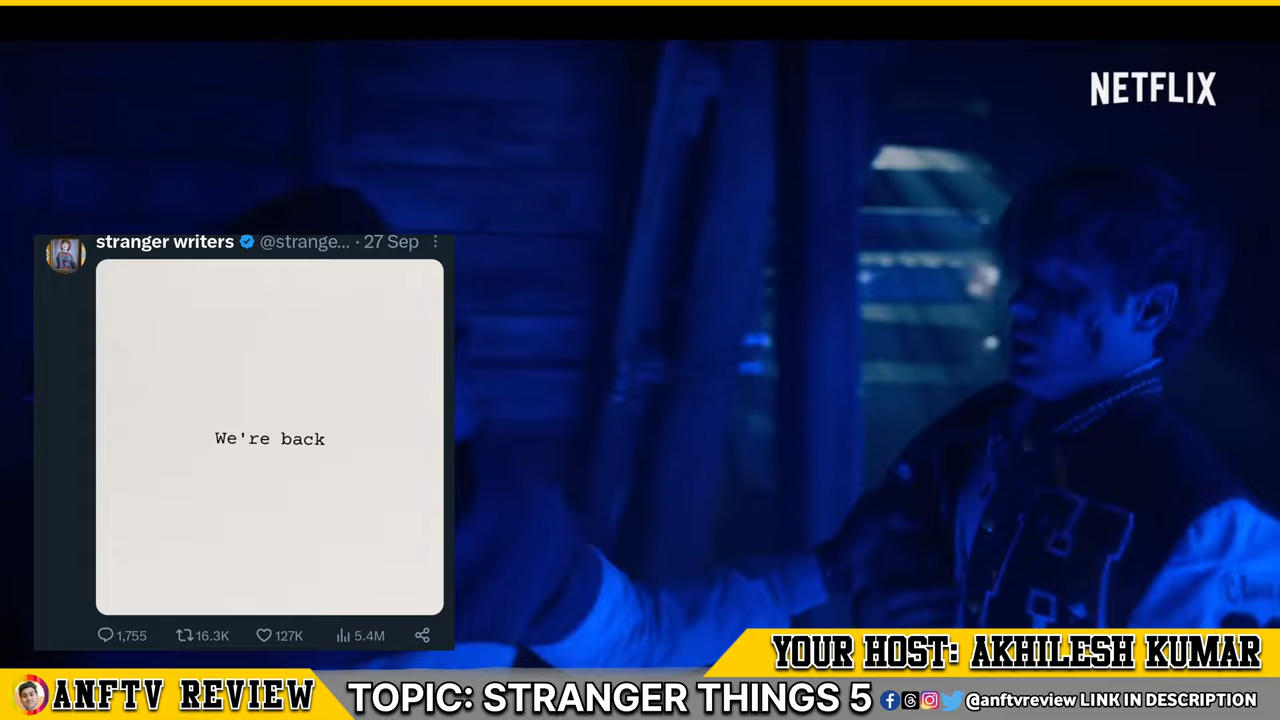 NETFLIX
stranger writers @strange... · 27 Sep
We're back
1,755 16.3K 127K 5.4M
YOUR HOST: AKHILESH KUMAR
ANFTV REVIEW
TOPIC: STRANGER THINGS 5
@anftvreview LINK IN DESCRIPTION